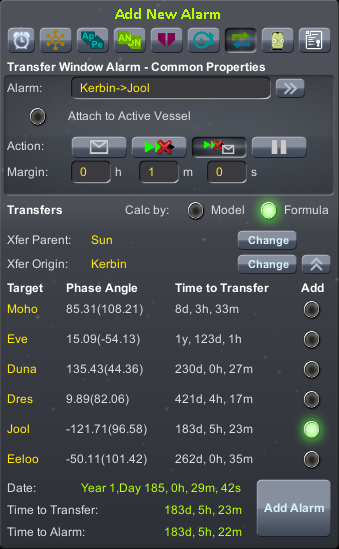 Add New Alarm
Ap Pe AN DN
Transfer Window Alarm - Common Properties
Alarm: Kerbin->Jool
Attach to Active Vessel
Action:
Margin: 0 h 1 m 0 s
Transfers Calc by: Model Formula
Xfer Parent: Sun Change
Xfer Origin: Kerbin Change
Target Phase Angle Time to Transfer Add
Moho 85.31(108.21) 8d, 3h, 33m
Eve 15.09(-54.13) 1y, 123d, 1h
Duna 135.43(44.36) 230d, 0h, 27m
Dres 9.89(82.06) 421d, 4h, 17m
Jool -121.71(96.58) 183d, 5h, 23m
Eeloo -50.11(101.42) 262d, 0h, 35m
Date: Year 1,Day 185, 0h, 29m, 42s
Time to Transfer: 183d, 5h, 23m
Time to Alarm: 183d, 5h, 22m
Add Alarm